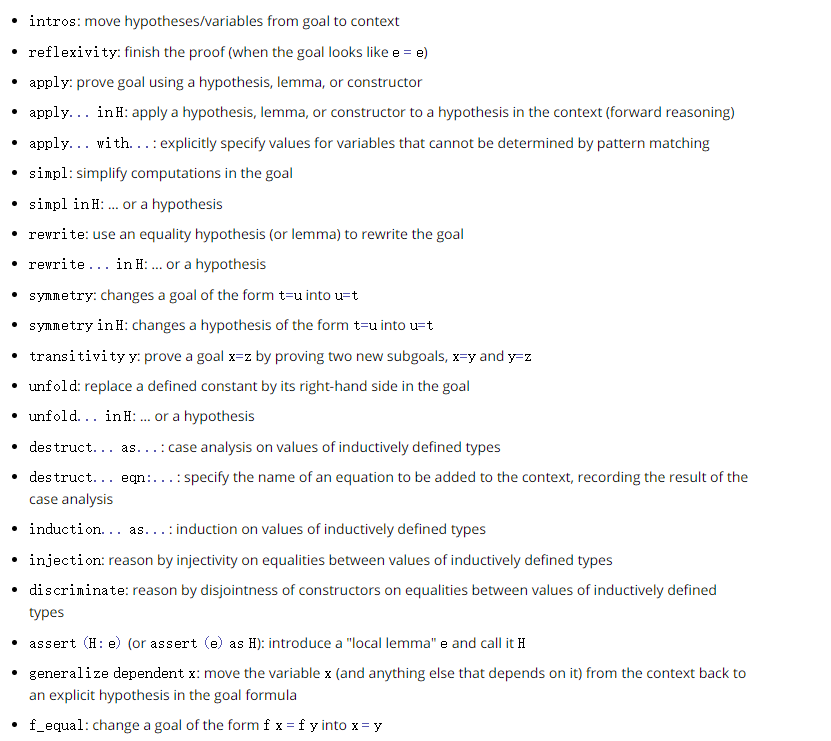 • intros: move hypotheses/variables from goal to context
• reflexivity: finish the proof (when the goal looks like e = e)
• apply: prove goal using a hypothesis, lemma, or constructor
• apply... in H: apply a hypothesis, lemma, or constructor to a hypothesis in the context (forward reasoning)
• apply... with...: explicitly specify values for variables that cannot be determined by pattern matching
• simpl: simplify computations in the goal
• simpl in H: ... or a hypothesis
• rewrite: use an equality hypothesis (or lemma) to rewrite the goal
• rewrite ... in H: ... or a hypothesis
• symmetry: changes a goal of the form t=u into u=t
• symmetry in H: changes a hypothesis of the form t=u into u=t
• transitivity y: prove a goal x=z by proving two new subgoals, x=y and y=z
• unfold: replace a defined constant by its right-hand side in the goal
• unfold... in H: ... or a hypothesis
• destruct... as...: case analysis on values of inductively defined types
• destruct... eqn:...: specify the name of an equation to be added to the context, recording the result of the
case analysis
• induction... as...: induction on values of inductively defined types
• injection: reason by injectivity on equalities between values of inductively defined types
• discriminate: reason by disjointness of constructors on equalities between values of inductively defined
types
• assert (H: e) (or assert (e) as H): introduce a "local lemma" e and call it H
• generalize dependent x: move the variable x (and anything else that depends on it) from the context back to
an explicit hypothesis in the goal formula
• f_equal: change a goal of the form f x = f y into x = y